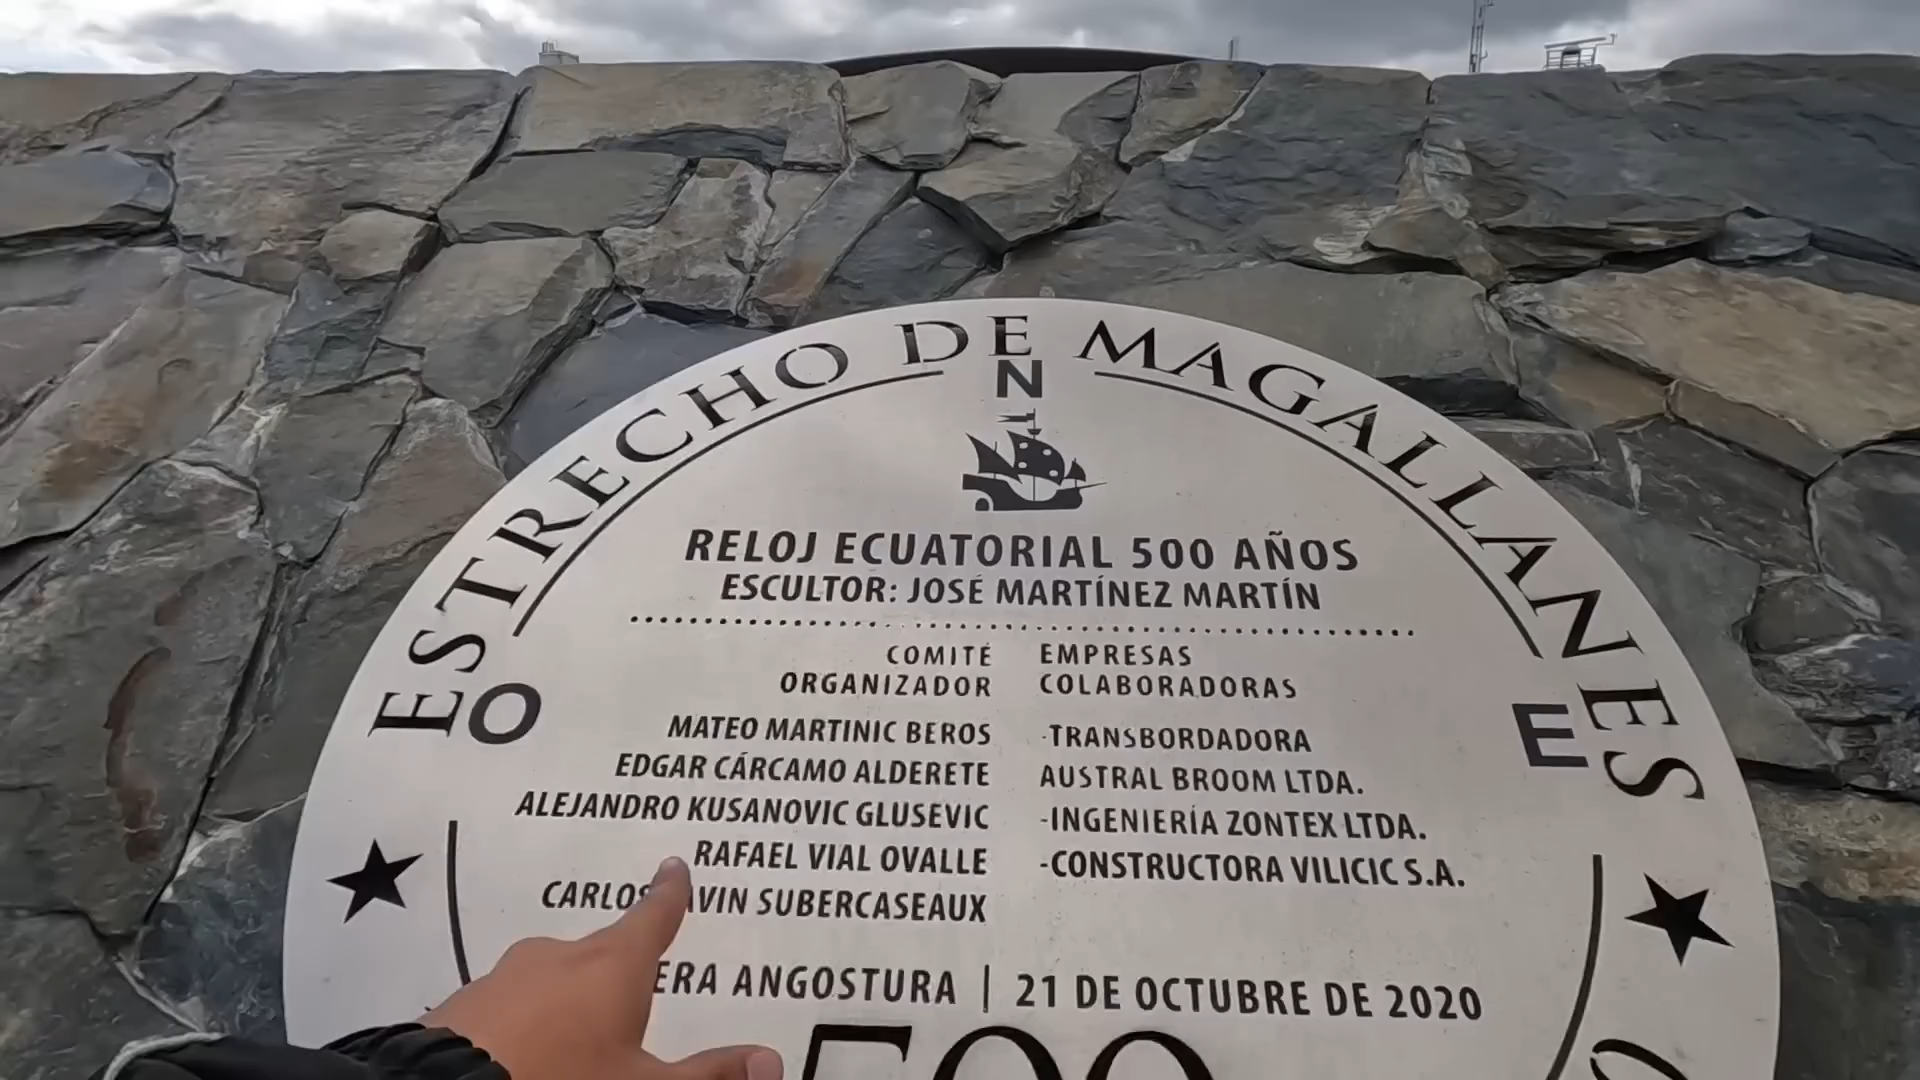 ESTRECHO DE MAGALLANES
N
RELOJ ECUATORIAL 500 AÑOS
ESCULTOR: JOSÉ MARTÍNEZ MARTÍN
O
E
COMITÉ
ORGANIZADOR
MATEO MARTINIC BEROS
EDGAR CÁRCAMO ALDERETE
ALEJANDRO KUSANOVIC GLUSEVIC
RAFAEL VIAL OVALLE
SUBERCASEAUX
EMPRESAS
COLABORADORAS
-TRANSBORDADORA
AUSTRAL BROOM LTDA.
-INGENIERÍA ZONTEX LTDA.
-CONSTRUCTORA VILICIC S.A.
ANGOSTURA | 21 DE OCTUBRE DE 2020
500